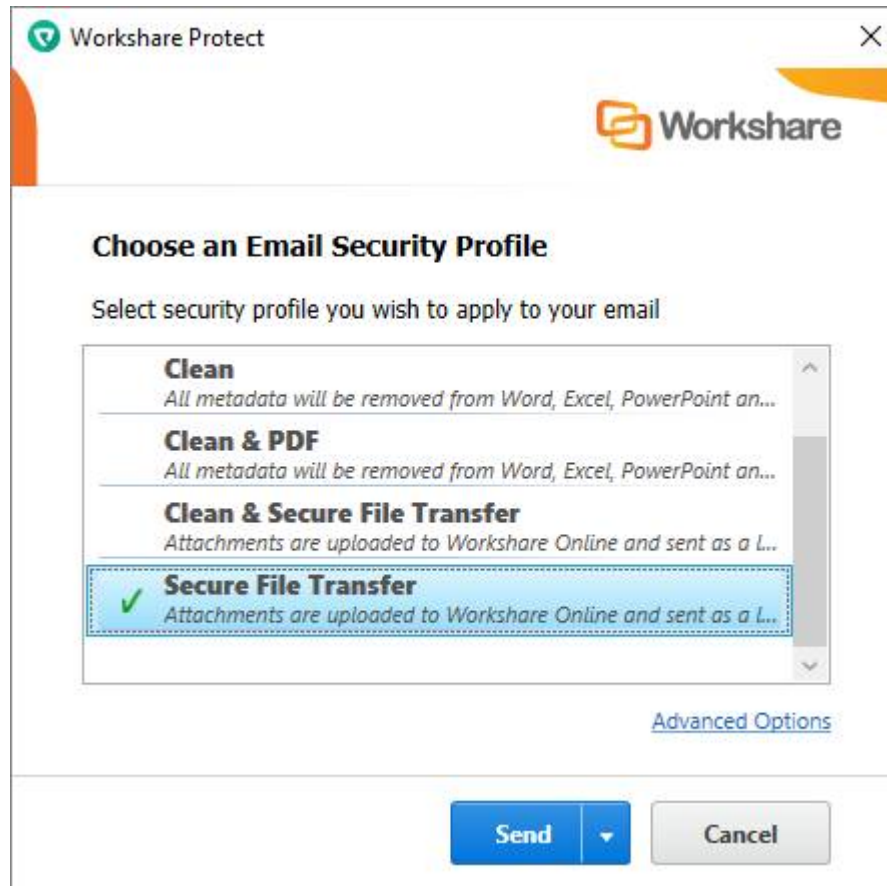 Workshare Protect
Workshare
Choose an Email Security Profile
Select security profile you wish to apply to your email
Clean
All metadata will be removed from Word, Excel, PowerPoint an...
Clean & PDF
All metadata will be removed from Word, Excel, PowerPoint an...
Clean & Secure File Transfer
Attachments are uploaded to Workshare Online and sent as a l...
Secure File Transfer
Attachments are uploaded to Workshare Online and sent as a l...
Advanced Options
Send
Cancel